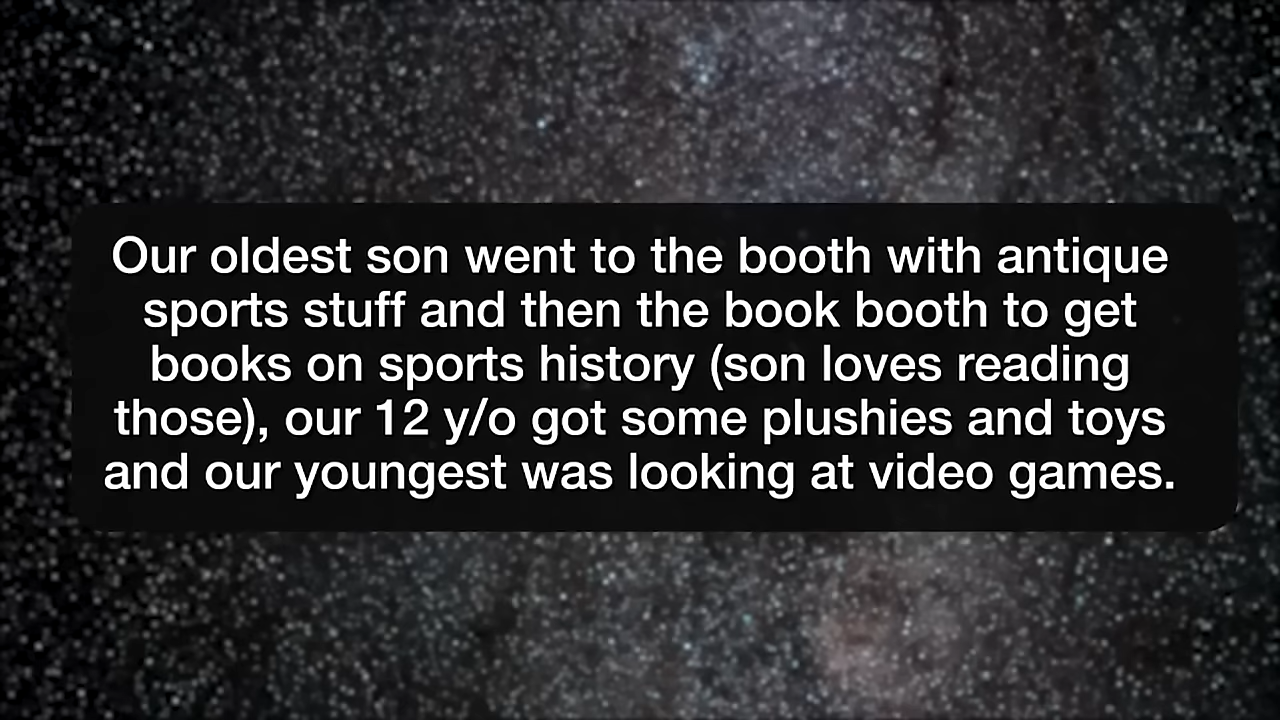 Our oldest son went to the booth with antique
sports stuff and then the book booth to get
books on sports history (son loves reading
those), our 12 y/o got some plushies and toys
and our youngest was looking at video games.